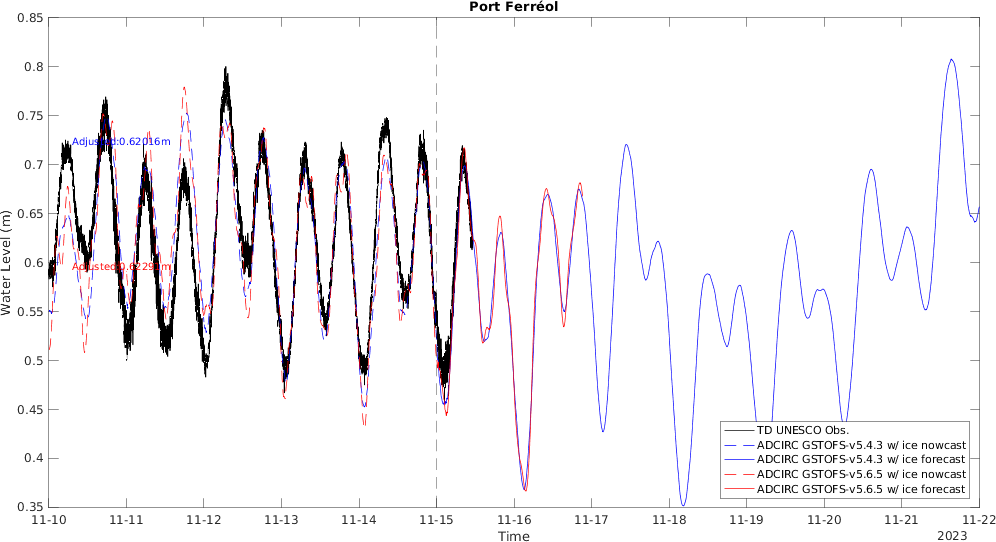 Port Ferréol
0.85
0.8
0.75
0.7
0.65
0.6
0.55
0.5
0.45
0.4
0.35
Water Level (m)
Adjusted:0.62016m
TD UNESCO Obs.
ADCIRC GSTOFS-v5.4.3 w/ ice nowcast
ADCIRC GSTOFS-v5.4.3 w/ ice forecast
ADCIRC GSTOFS-v5.6.5 w/ ice nowcast
ADCIRC GSTOFS-v5.6.5 w/ ice forecast
11-10 11-11 11-12 11-13 11-14 11-15 11-16 11-17 11-18 11-19 11-20 11-21 11-22
Time
2023